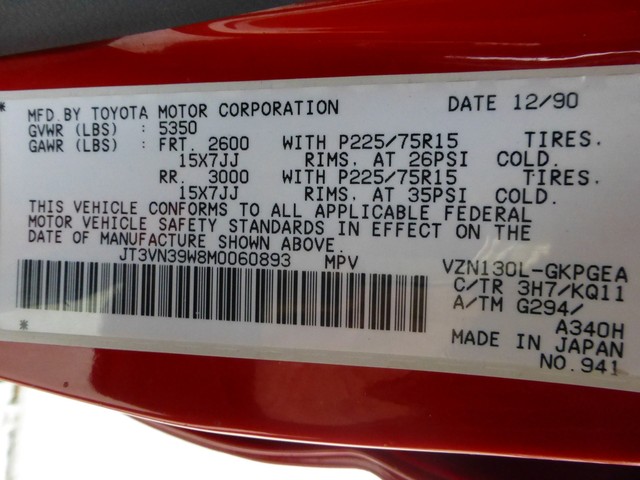 * MFD.BY TOYOTA MOTOR CORPORATION DATE 12/90
GVWR (LBS) : 5350
GAWR (LBS) : FRT. 2600 WITH P225/75R15 TIRES.
15X7JJ RIMS. AT 26PSI COLD.
RR. 3000 WITH P225/75R15 TIRES.
15X7JJ RIMS. AT 35PSI COLD.
THIS VEHICLE CONFORMS TO ALL APPLICABLE FEDERAL
MOTOR VEHICLE SAFETY STANDARDS IN EFFECT ON THE
DATE OF MANUFACTURE SHOWN ABOVE.
JT3VN39W8M0060893 MPV VZN130L-GKPGEA
C/TR 3H7/KQ11
A/TM G294/
A340H
* MADE IN JAPAN
NO.941